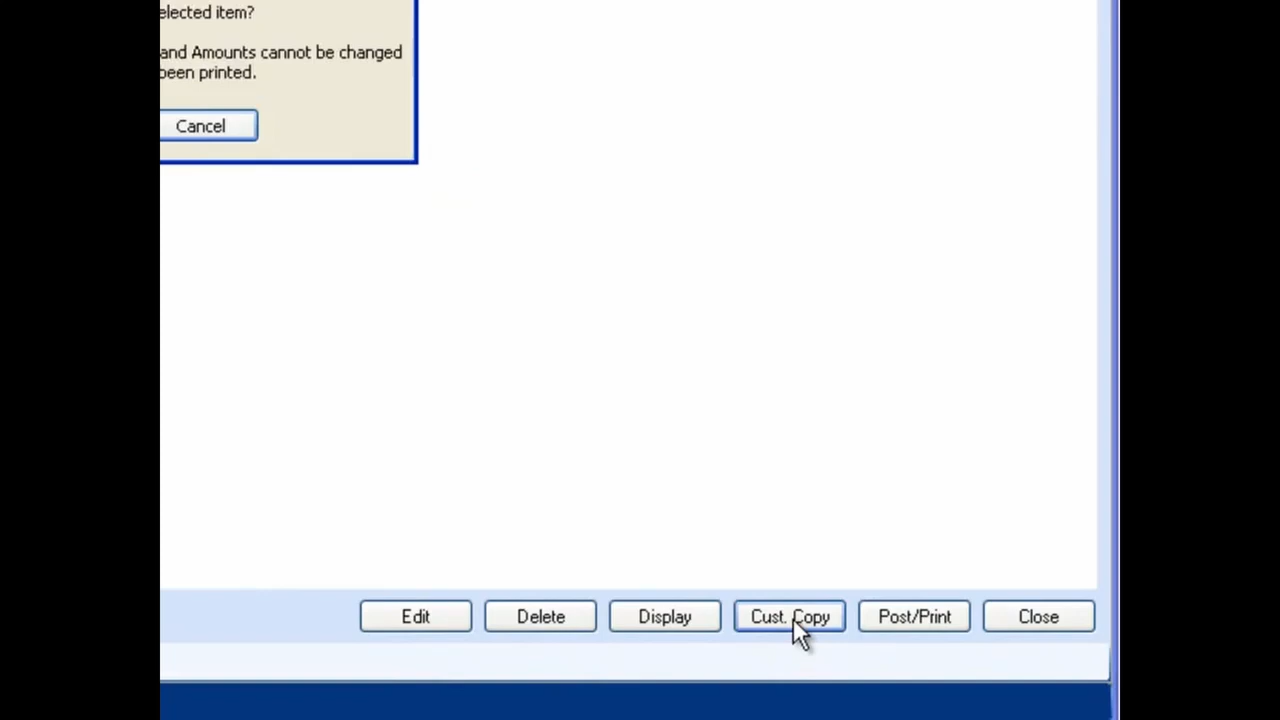 elected item?
and Amounts cannot be changed
been printed.
Cancel
Edit Delete Display Cust. Copy Post/Print Close